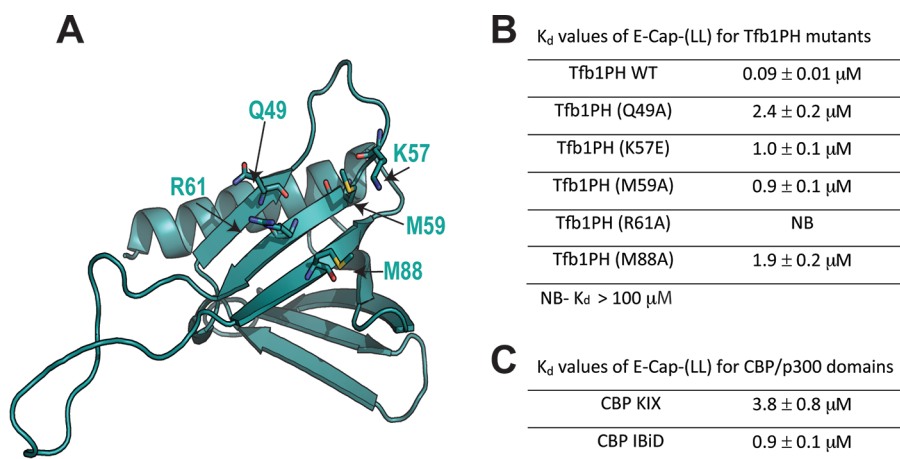 A
Q49
K57
R61
M59
M88
B
Kd values of E-Cap-(LL) for Tfb1PH mutants
Tfb1PH WT 0.09 ± 0.01 μM
Tfb1PH (Q49A) 2.4 ± 0.2 μM
Tfb1PH (K57E) 1.0 ± 0.1 μM
Tfb1PH (M59A) 0.9 ± 0.1 μM
Tfb1PH (R61A) NB
Tfb1PH (M88A) 1.9 ± 0.2 μM
NB- Kd > 100 μM
C
Kd values of E-Cap-(LL) for CBP/p300 domains
CBP KIX 3.8 ± 0.8 μM
CBP IBiD 0.9 ± 0.1 μM